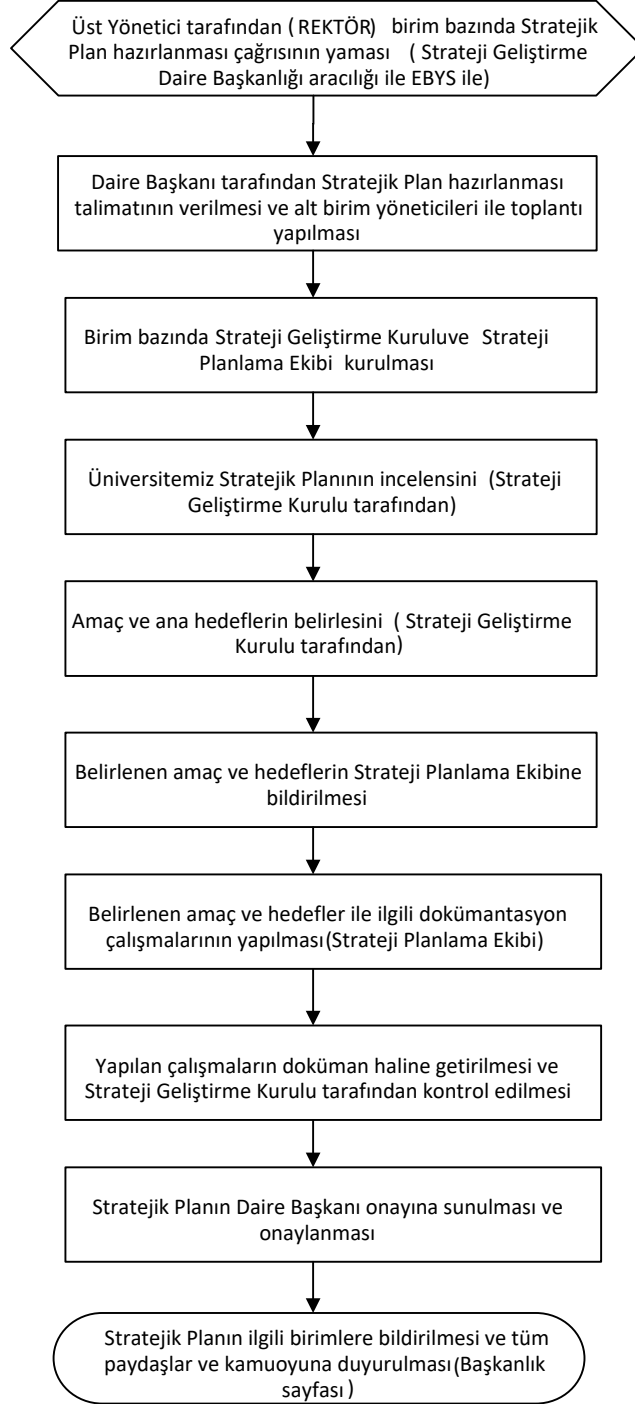 Üst Yönetici tarafından ( REKTÖR) birim bazında Stratejik
Plan hazırlanması çağrısının yaması ( Strateji Geliştirme
Daire Başkanlığı aracılığı ile EBYS ile)
Daire Başkanı tarafından Stratejik Plan hazırlanması
talimatının verilmesi ve alt birim yöneticileri ile toplantı
yapılması
Birim bazında Strateji Geliştirme Kuruluve Strateji
Planlama Ekibi kurulması
Üniversitemiz Stratejik Planının incelensini (Strateji
Geliştirme Kurulu tarafından)
Amaç ve ana hedeflerin belirlesini ( Strateji Geliştirme
Kurulu tarafından)
Belirlenen amaç ve hedeflerin Strateji Planlama Ekibine
bildirilmesi
Belirlenen amaç ve hedefler ile ilgili dokümantasyon
çalışmalarının yapılması(Strateji Planlama Ekibi)
Yapılan çalışmaların doküman haline getirilmesi ve
Strateji Geliştirme Kurulu tarafından kontrol edilmesi
Stratejik Planın Daire Başkanı onayına sunulması ve
onaylanması
Stratejik Planın ilgili birimlere bildirilmesi ve tüm
paydaşlar ve kamuoyuna duyurulması(Başkanlık
sayfası )